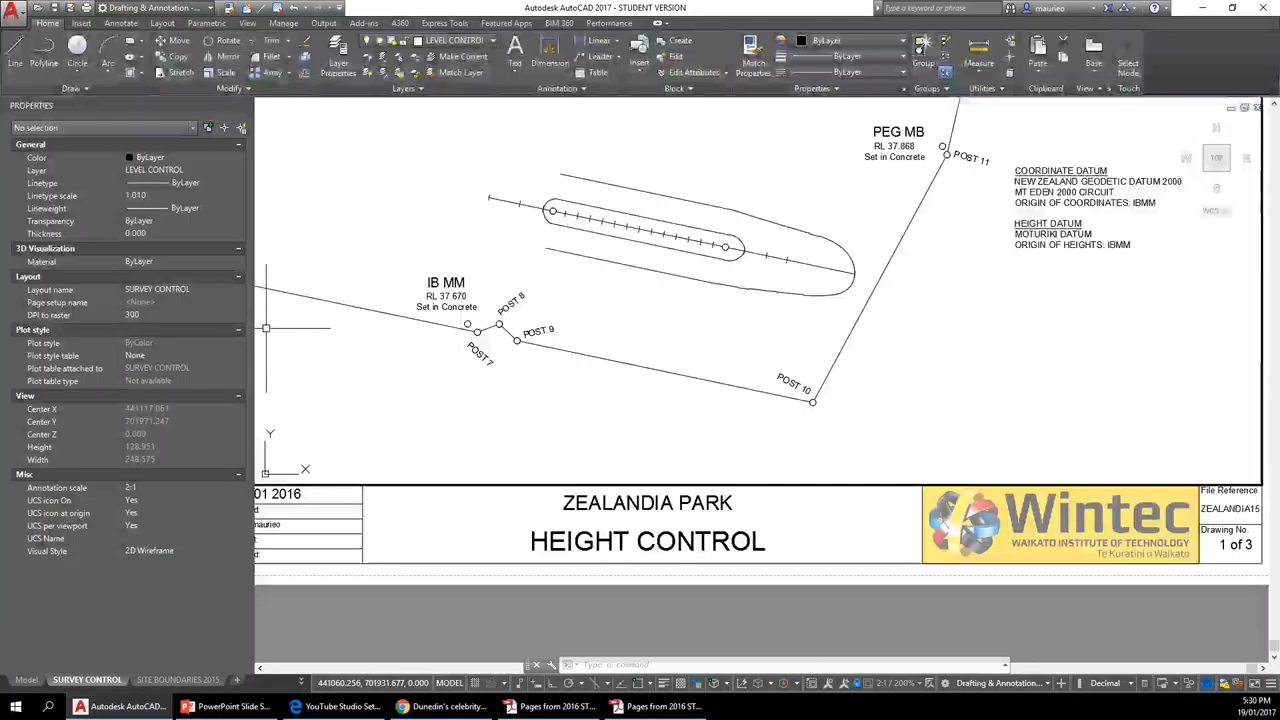 Drafting & Annotation
Autodesk AutoCAD 2017 - STUDENT VERSION
Type a keyword or phrase
maurieo
Home
Insert
Annotate
Layout
Parametric
View
Manage
Output
Add-ins
A360
Express Tools
Featured Apps
BIM 360
Performance
Line
Polyline
Circle
Arc
Move
Copy
Stretch
Rotate
Mirror
Scale
Trim
Fillet
Array
Layer
Properties
LEVEL CONTROL
Make Current
Match Layer
Text
Dimension
Linear
Leader
Table
Insert
Create
Edit
Edit Attributes
Match
Properties
ByLayer
ByLayer
ByLayer
Group
Measure
Paste
Base
Select
Mode
Draw
Modify
Layers
Annotation
Block
Properties
Groups
Utilities
Clipboard
View
Touch
PROPERTIES
No selection
General
Color ByLayer
Layer LEVEL CONTROL
Linetype ByLayer
Linetype scale 1.010
Lineweight ByLayer
Transparency ByLayer
Thickness 0.000
3D Visualization
Material ByLayer
Layout
Layout name SURVEY CONTROL
Page setup name <None>
DPI to raster 300
Plot style
Plot style ByColor
Plot style table None
Plot table attached to SURVEY CONTROL
Plot table type Not available
View
Center X 441117.061
Center Y 701971.247
Center Z 0.000
Height 128.951
Width 248.575
Misc
Annotation scale 2:1
UCS icon On Yes
UCS icon at origin Yes
UCS per viewport Yes
UCS Name
Visual Style 2D Wireframe
PEG MB
RL 37.868
Set in Concrete
POST 11
COORDINATE DATUM
NEW ZEALAND GEODETIC DATUM 2000
MT EDEN 2000 CIRCUIT
ORIGIN OF COORDINATES: IBMM
HEIGHT DATUM
MOTURIKI DATUM
ORIGIN OF HEIGHTS: IBMM
N
W
TOP
E
S
WCS
IB MM
RL 37.670
Set in Concrete
POST 8
POST 9
POST 7
POST 10
Y
X
01 2016
maurieo
ZEALANDIA PARK
HEIGHT CONTROL
Wintec
WAIKATO INSTITUTE OF TECHNOLOGY
Te Kuratini o Waikato
File Reference
ZEALANDIA15
Drawing No.
1 of 3
Type a command
Model
SURVEY CONTROL
SITE BOUNDARIES 2015
441060.256, 701931.677, 0.000
MODEL
2:1 / 200%
Drafting & Annotation...
Decimal
Autodesk AutoCAD...
PowerPoint Slide S...
YouTube Studio Set...
Dunedin's celebrity...
Pages from 2016 ST...
Pages from 2016 ST...
5:30 PM
19/01/2017